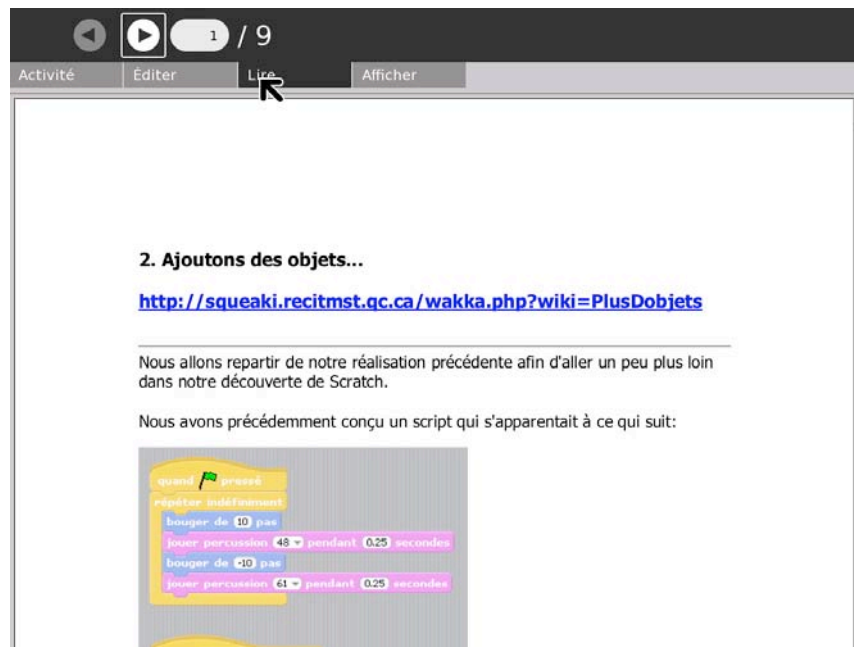 1 / 9
Activité Éditer Lire Afficher
2. Ajoutons des objets...
http://squeaki.recitmst.qc.ca/wakka.php?wiki=PlusDobjets
Nous allons repartir de notre réalisation précédente afin d'aller un peu plus loin
dans notre découverte de Scratch.
Nous avons précédemment conçu un script qui s'apparentait à ce qui suit:
quand pressé
répéter indéfiniment
bouger de 10 pas
jouer percussion 48 pendant 0.25 secondes
bouger de -10 pas
jouer percussion 61 pendant 0.25 secondes